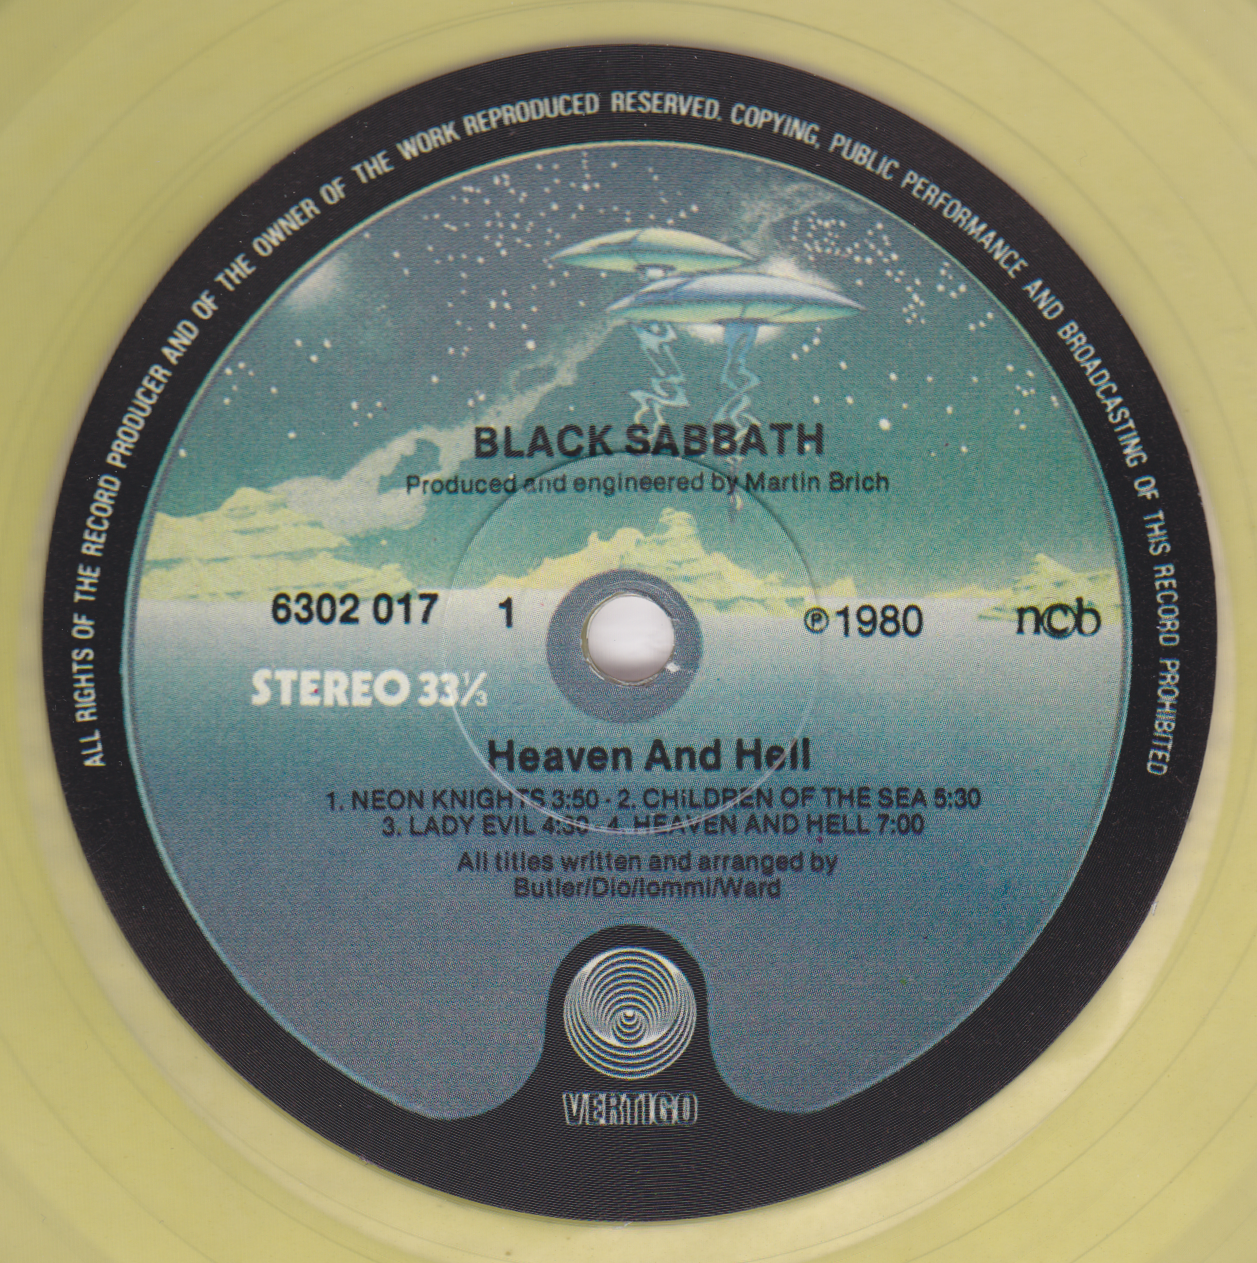 ALL RIGHTS OF THE RECORD PRODUCER AND OF THE OWNER OF THE WORK REPRODUCED RESERVED. COPYING, PUBLIC PERFORMANCE AND BROADCASTING OF THIS RECORD PROHIBITED
BLACK SABBATH
Produced and engineered by Martin Brich
6302 017 1 ℗1980 ncb
STEREO 33⅓
Heaven And Hell
1. NEON KNIGHTS 3:50 - 2. CHILDREN OF THE SEA 5:30
3. LADY EVIL 4:30 - 4. HEAVEN AND HELL 7:00
All titles written and arranged by
Butler/Dio/Iommi/Ward
VERTIGO